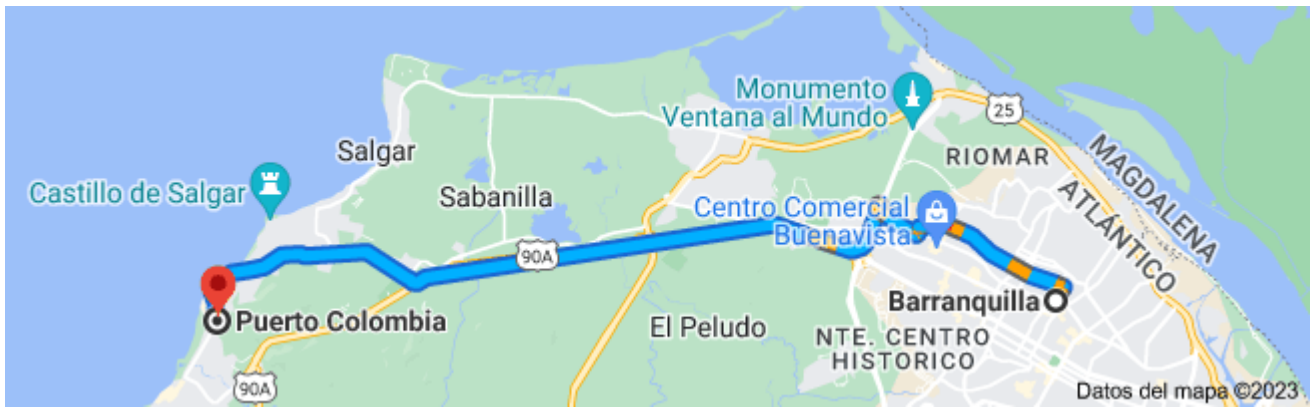 Monumento
Ventana al Mundo
25
RIOMAR
MAGDALENA
ATLÁNTICO
Salgar
Castillo de Salgar
Sabanilla
Centro Comercial
Buenavista
90A
Barranquilla
Puerto Colombia
El Peludo
NTE. CENTRO
HISTORICO
90A
Datos del mapa ©2023